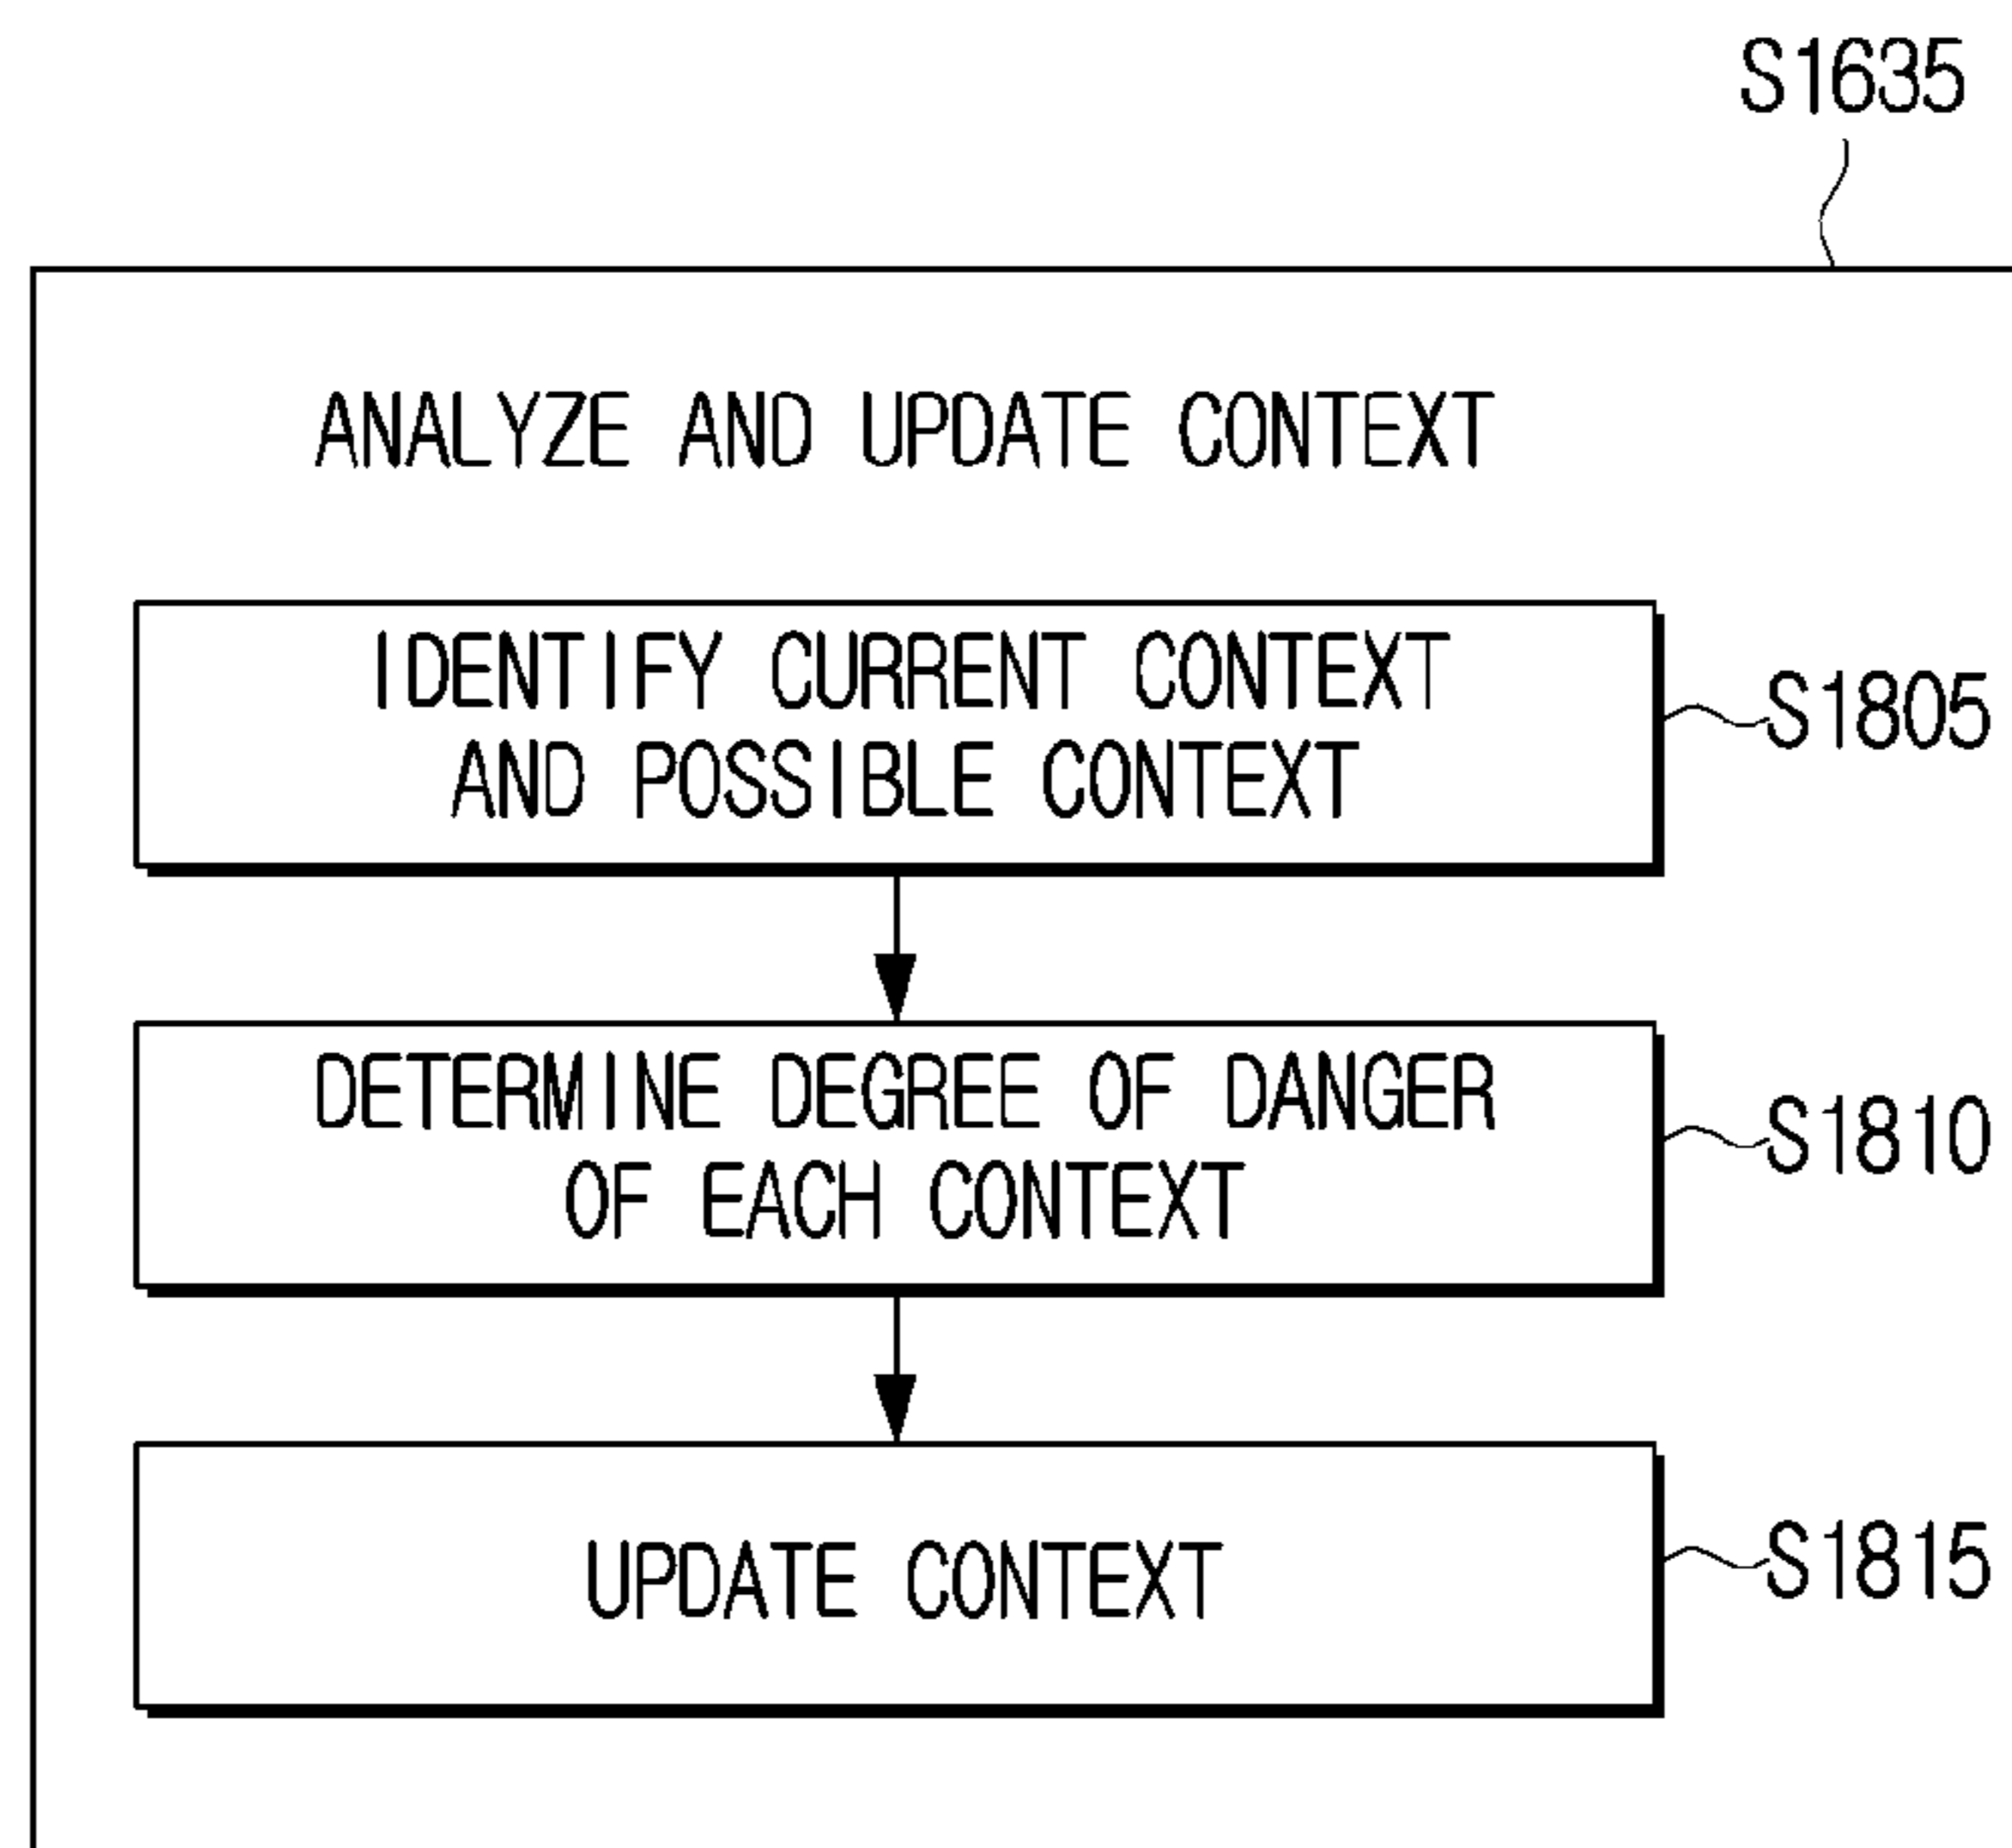 S1635
ANALYZE AND UPDATE CONTEXT
IDENTIFY CURRENT CONTEXT
AND POSSIBLE CONTEXT
S1805
DETERMINE DEGREE OF DANGER
OF EACH CONTEXT
S1810
UPDATE CONTEXT
S1815